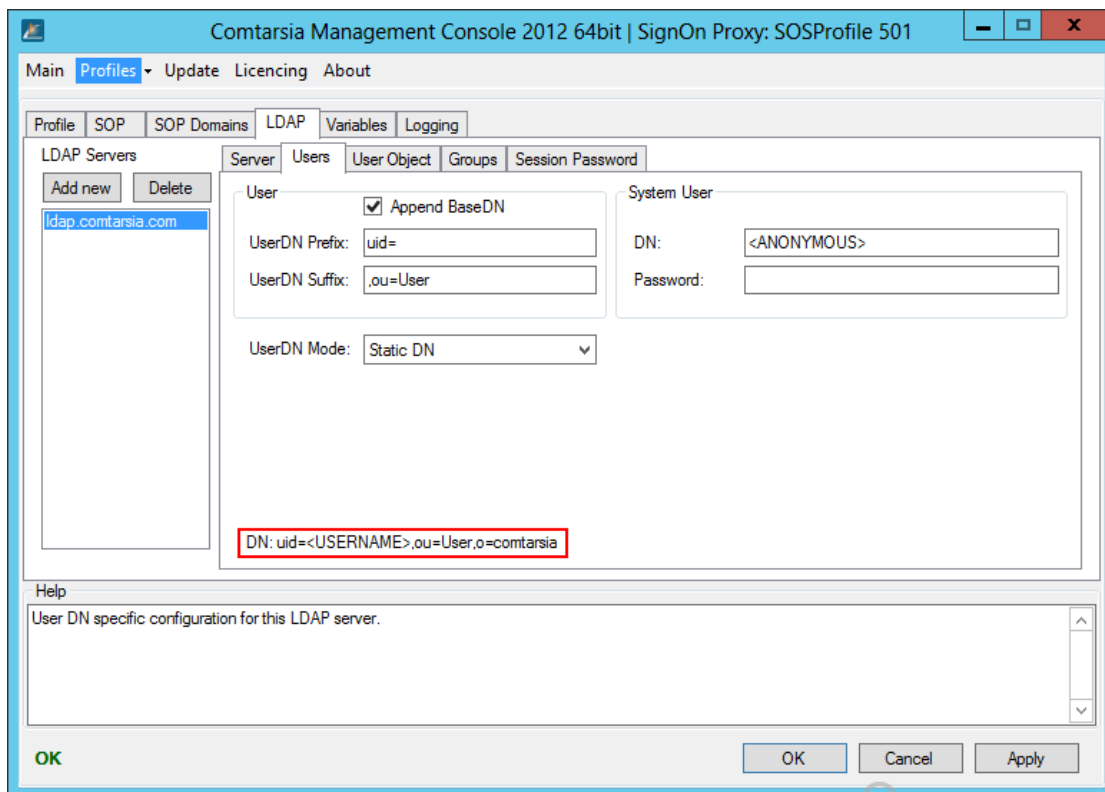 Comtarsia Management Console 2012 64bit | SignOn Proxy: SOSProfile 501
Main Profiles Update Licencing About
Profile SOP SOP Domains LDAP Variables Logging
LDAP Servers
Add new Delete
ldap.comtarsia.com
Server Users User Object Groups Session Password
User
Append BaseDN
UserDN Prefix: uid=
UserDN Suffix: ,ou=User
System User
DN: <ANONYMOUS>
Password:
UserDN Mode: Static DN
DN: uid=<USERNAME>,ou=User,o=comtarsia
Help
User DN specific configuration for this LDAP server.
OK
OK Cancel Apply